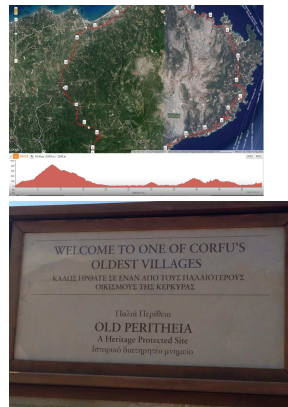 WELCOME TO ONE OF CORFU'S
OLDEST VILLAGES
ΚΑΛΩΣ ΗΡΘΑΤΕ ΣΕ ΕΝΑΝ ΑΠΟ ΤΟΥΣ ΠΑΛΑΙΟΤΕΡΟΥΣ
ΟΙΚΙΣΜΟΥΣ ΤΗΣ ΚΕΡΚΥΡΑΣ
Παλιά Περίθεια
OLD PERITHEIA
A Heritage Protected Site
Ιστορικό διατηρητέο μνημείο